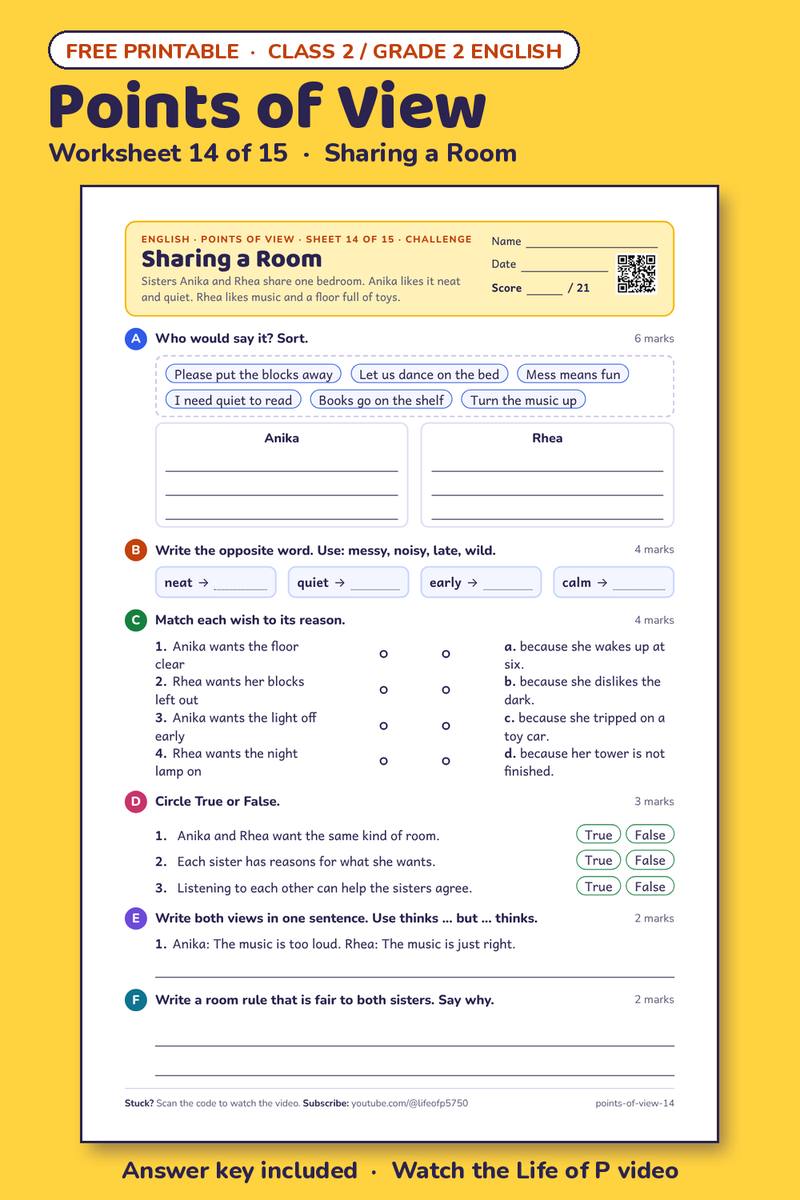 FREE PRINTABLE · CLASS 2 / GRADE 2 ENGLISH
Points of View
Worksheet 14 of 15 · Sharing a Room
ENGLISH · POINTS OF VIEW · SHEET 14 OF 15 · CHALLENGE
Sharing a Room
Sisters Anika and Rhea share one bedroom. Anika likes it neat
and quiet. Rhea likes music and a floor full of toys.
Name
Date
Score / 21
A Who would say it? Sort. 6 marks
Please put the blocks away Let us dance on the bed Mess means fun
I need quiet to read Books go on the shelf Turn the music up
Anika Rhea
B Write the opposite word. Use: messy, noisy, late, wild. 4 marks
neat → quiet → early → calm →
C Match each wish to its reason. 4 marks
1. Anika wants the floor a. because she wakes up at
clear six.
2. Rhea wants her blocks b. because she dislikes the
left out dark.
3. Anika wants the light off c. because she tripped on a
early toy car.
4. Rhea wants the night d. because her tower is not
lamp on finished.
D Circle True or False. 3 marks
1. Anika and Rhea want the same kind of room. True False
2. Each sister has reasons for what she wants. True False
3. Listening to each other can help the sisters agree. True False
E Write both views in one sentence. Use thinks ... but ... thinks. 2 marks
1. Anika: The music is too loud. Rhea: The music is just right.
F Write a room rule that is fair to both sisters. Say why. 2 marks
Stuck? Scan the code to watch the video. Subscribe: youtube.com/@lifeofp5750 points-of-view-14
Answer key included · Watch the Life of P video